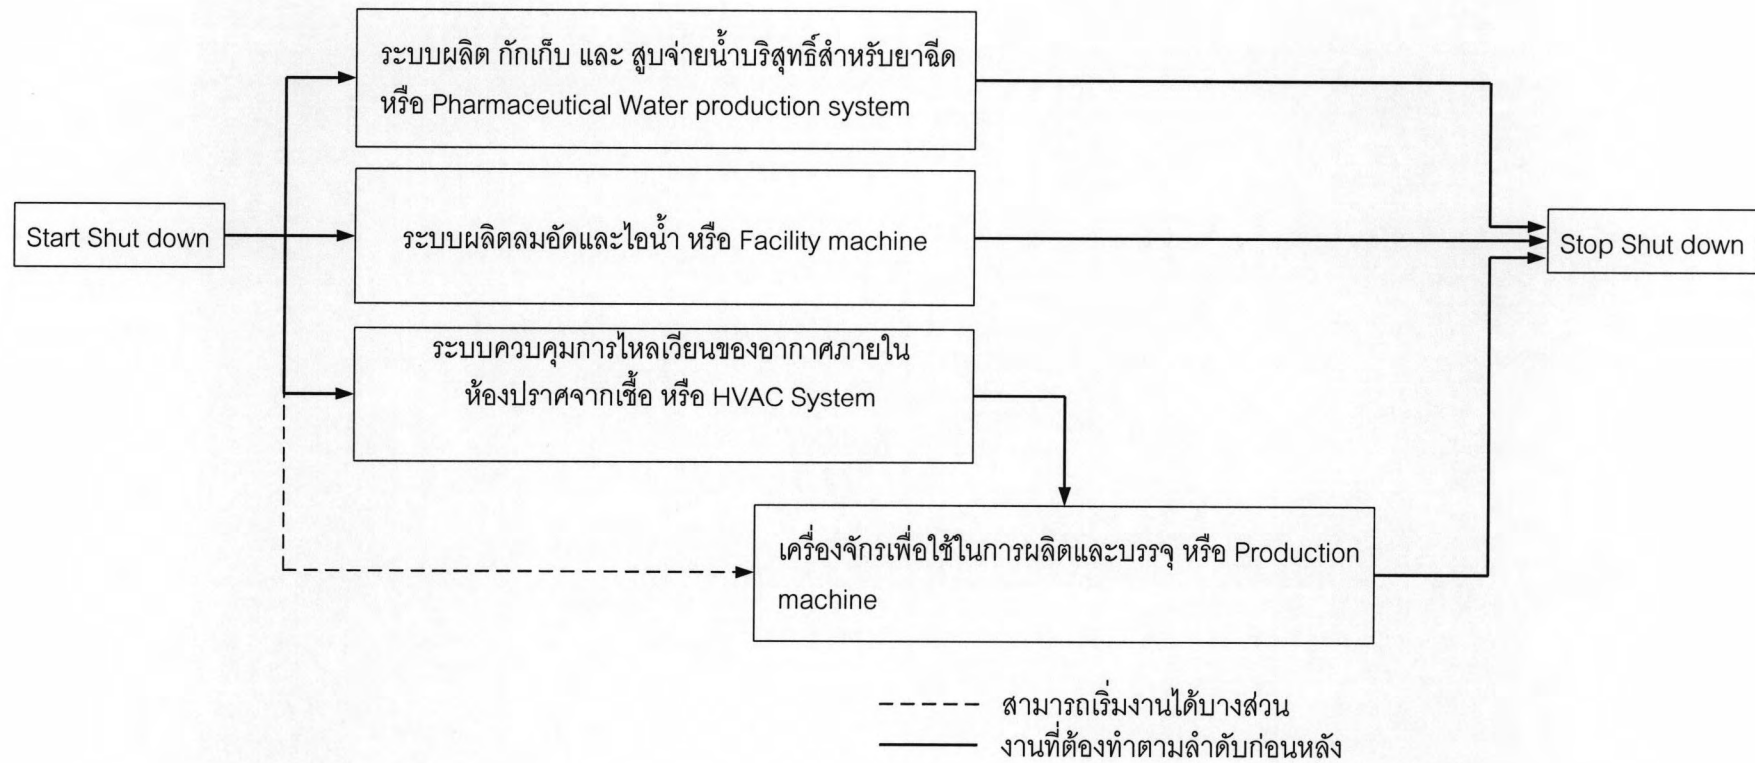 ระบบผลิต กักเก็บ และ สูบจ่ายน้ำบริสุทธิ์สำหรับยาฉีด
หรือ Pharmaceutical Water production system
Start Shut down
ระบบผลิตลมอัดและไอน้ำ หรือ Facility machine
Stop Shut down
ระบบควบคุมการไหลเวียนของอากาศภายใน
ห้องปราศจากเชื้อ หรือ HVAC System
เครื่องจักรเพื่อใช้ในการผลิตและบรรจุ หรือ Production
machine
สามารถเริ่มงานได้บางส่วน
งานที่ต้องทำตามลำดับก่อนหลัง